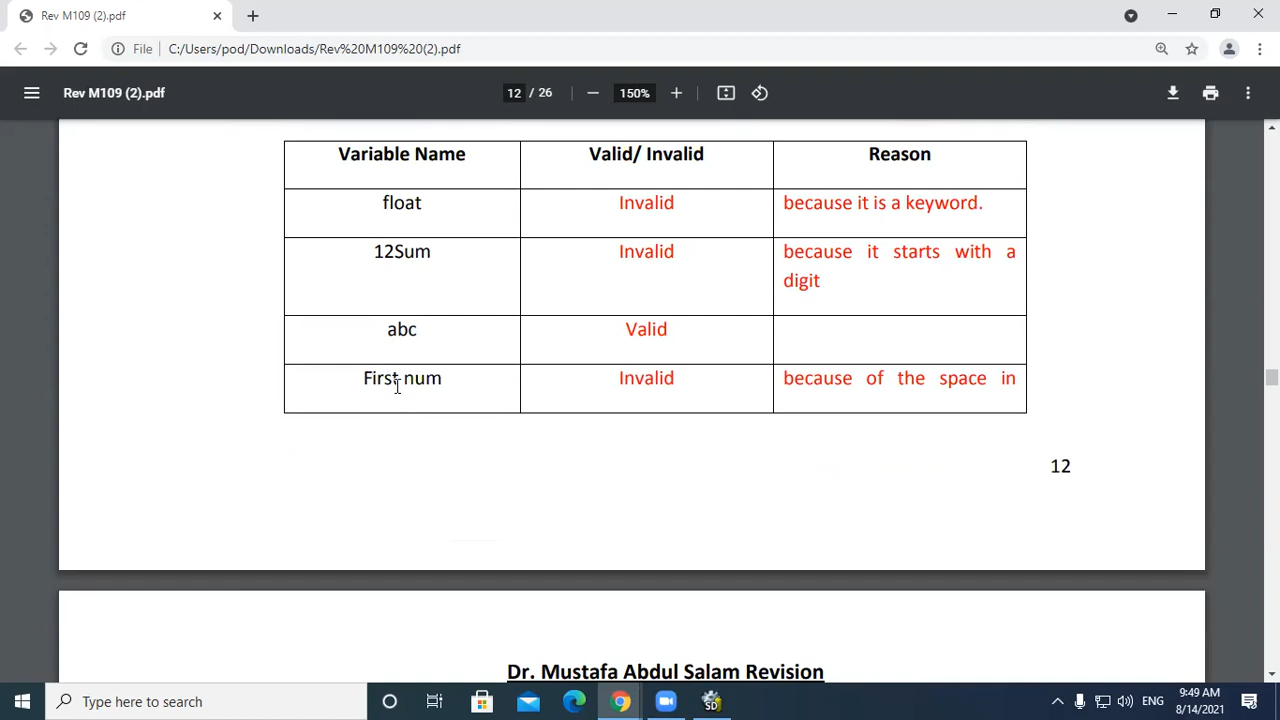 Rev M109 (2).pdf
File
C:/Users/pod/Downloads/Rev%20M109%20(2).pdf
Rev M109 (2).pdf
12 / 26
150%
Variable Name Valid/ Invalid Reason
float Invalid because it is a keyword.
12Sum Invalid because it starts with a
digit
abc Valid
First num Invalid because of the space in
12
Dr. Mustafa Abdul Salam Revision
Type here to search
SD
ENG
9:49 AM
8/14/2021